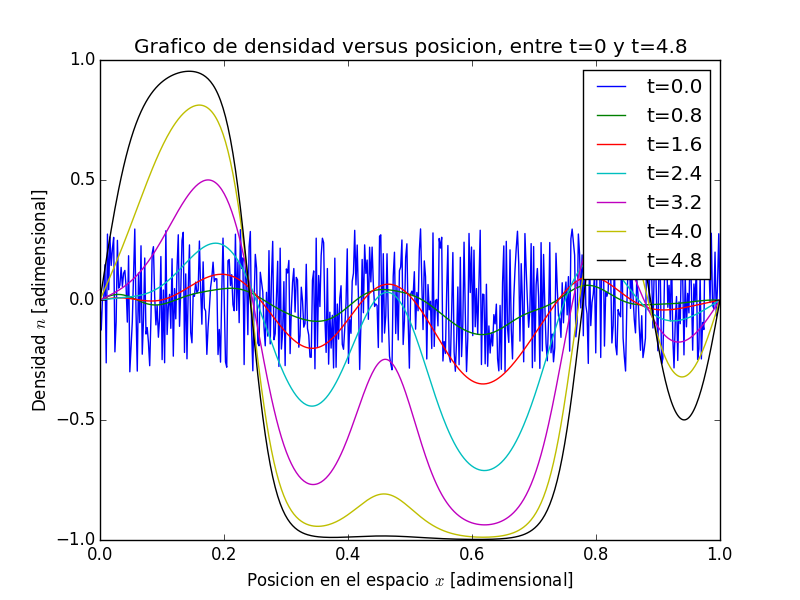 Grafico de densidad versus posicion, entre t=0 y t=4.8
1.0
0.5
0.0
−0.5
−1.0
Densidad n [adimensional]
t=0.0
t=0.8
t=1.6
t=2.4
t=3.2
t=4.0
t=4.8
0.0 0.2 0.4 0.6 0.8 1.0
Posicion en el espacio x [adimensional]